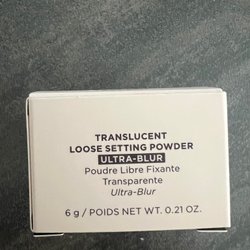 TRANSLUCENT
LOOSE SETTING POWDER
ULTRA-BLUR
Poudre Libre Fixante
Transparente
Ultra-Blur
6 g / POIDS NET WT. 0.21 OZ.